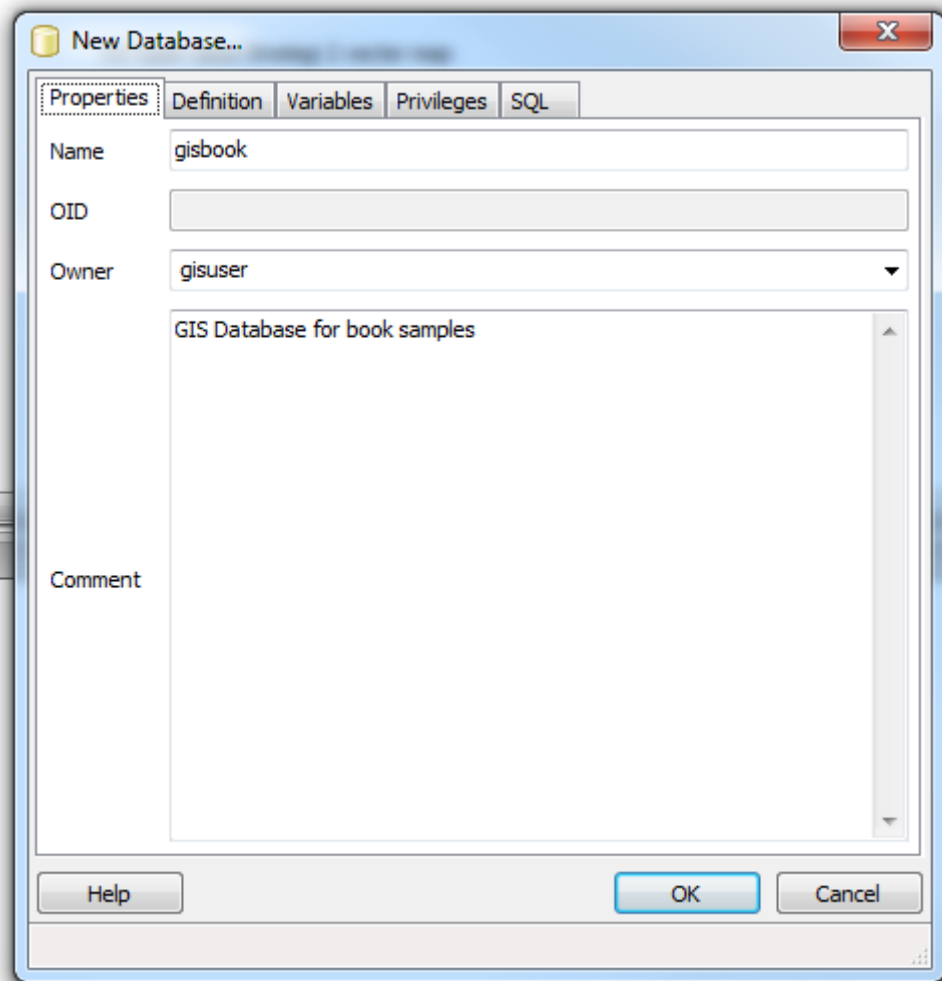 New Database...
Properties Definition Variables Privileges SQL
Name gisbook
OID
Owner gisuser
GIS Database for book samples
Comment
Help OK Cancel